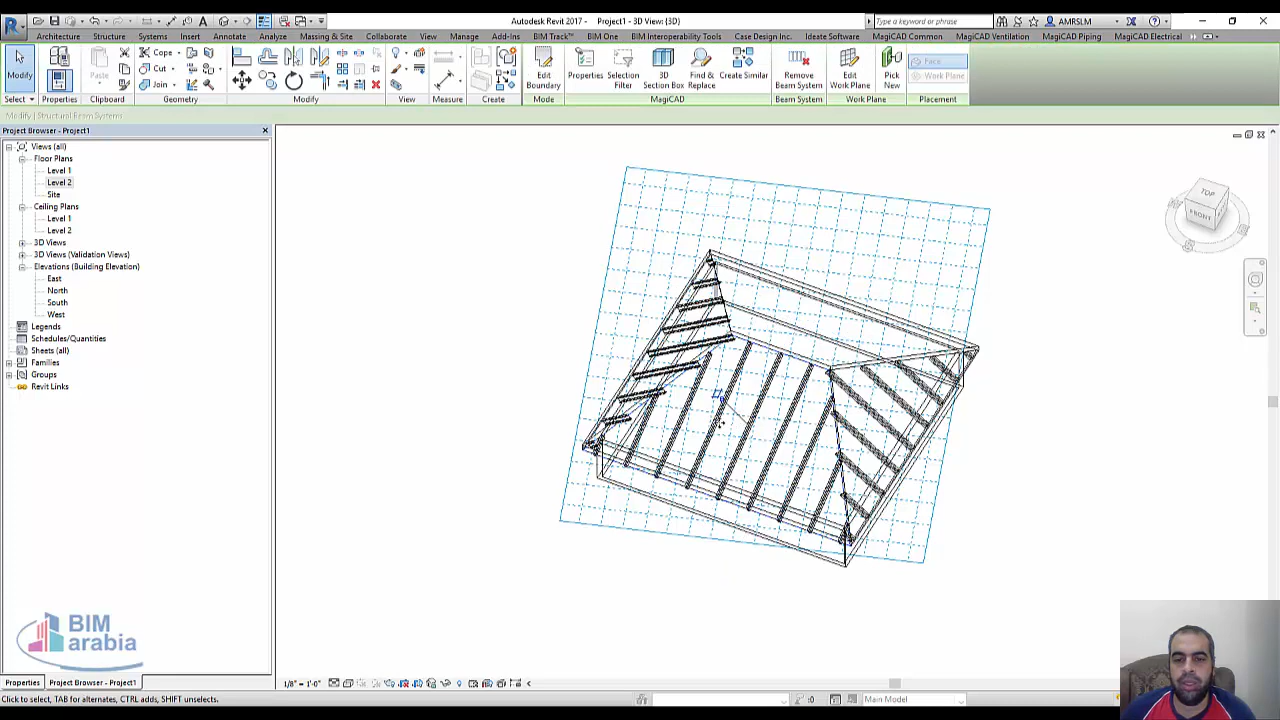 Autodesk Revit 2017 - Project1 - 3D View: {3D}
Type a keyword or phrase
AMRSLM
Architecture Structure Systems Insert Annotate Analyze Massing & Site Collaborate View Manage Add-Ins BIM Track™ BIM One BIM Interoperability Tools Case Design Inc. Ideate Software MagiCAD Common MagiCAD Ventilation MagiCAD Piping MagiCAD Electrical
Modify
Paste
Cope
Cut
Join
Edit Boundary
Properties
Selection Filter
3D Section Box
Find & Replace
Create Similar
Remove Beam System
Edit Work Plane
Pick New
Face
Work Plane
Select Properties Clipboard Geometry Modify View Measure Create Mode MagiCAD Beam System Work Plane Placement
Modify | Structural Beam Systems
Project Browser - Project1
Views (all)
Floor Plans
Level 1
Level 2
Site
Ceiling Plans
Level 1
Level 2
3D Views
3D Views (Validation Views)
Elevations (Building Elevation)
East
North
South
West
Legends
Schedules/Quantities
Sheets (all)
Families
Groups
Revit Links
TOP
FRONT
BIM
arabia
Properties Project Browser - Project1
1/8" = 1'-0"
Click to select, TAB for alternates, CTRL adds, SHIFT unselects.
:0
Main Model